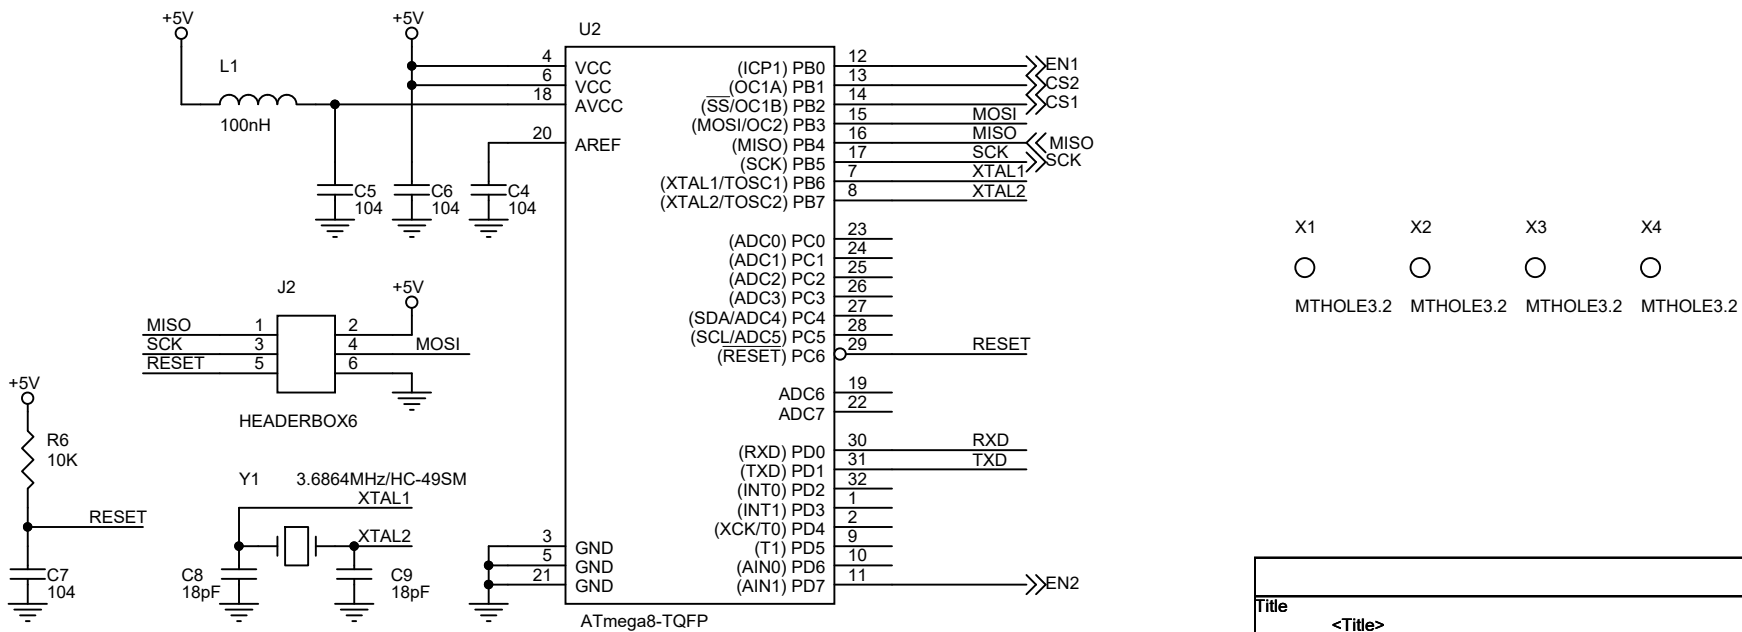 +5V
+5V
U2
L1
100nH
4
VCC
6
VCC
18
AVCC
20
AREF
C5
104
C6
104
C4
104
(ICP1) PB0
12
EN1
(OC1A) PB1
13
CS2
(SS/OC1B) PB2
14
CS1
(MOSI/OC2) PB3
15
MOSI
(MISO) PB4
16
MISO
MISO
(SCK) PB5
17
SCK
SCK
(XTAL1/TOSC1) PB6
7
XTAL1
(XTAL2/TOSC2) PB7
8
XTAL2
(ADC0) PC0
23
(ADC1) PC1
24
(ADC2) PC2
25
(ADC3) PC3
26
(SDA/ADC4) PC4
27
(SCL/ADC5) PC5
28
(RESET) PC6
29
RESET
ADC6
19
ADC7
22
(RXD) PD0
30
RXD
(TXD) PD1
31
TXD
(INT0) PD2
32
(INT1) PD3
1
(XCK/T0) PD4
2
(T1) PD5
9
(AIN0) PD6
10
(AIN1) PD7
11
EN2
3
GND
5
GND
21
GND
ATmega8-TQFP
J2
+5V
MISO
1
2
SCK
3
4
MOSI
RESET
5
6
HEADERBOX6
+5V
R6
10K
RESET
C7
104
Y1
3.6864MHz/HC-49SM
XTAL1
XTAL2
C8
18pF
C9
18pF
X1
X2
X3
X4
MTHOLE3.2
MTHOLE3.2
MTHOLE3.2
MTHOLE3.2
Title
<Title>